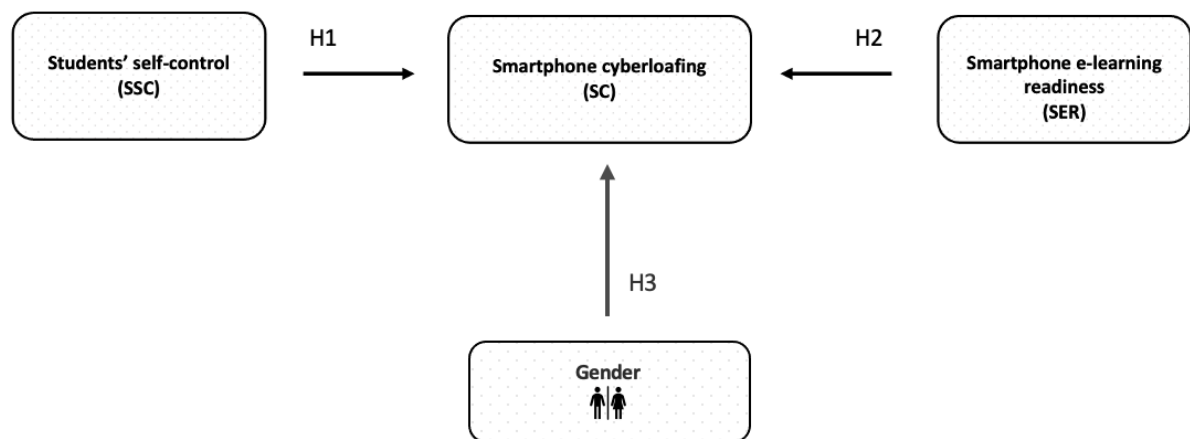 Students’ self-control
(SSC)
H1
Smartphone cyberloafing
(SC)
H2
Smartphone e-learning
readiness
(SER)
H3
Gender